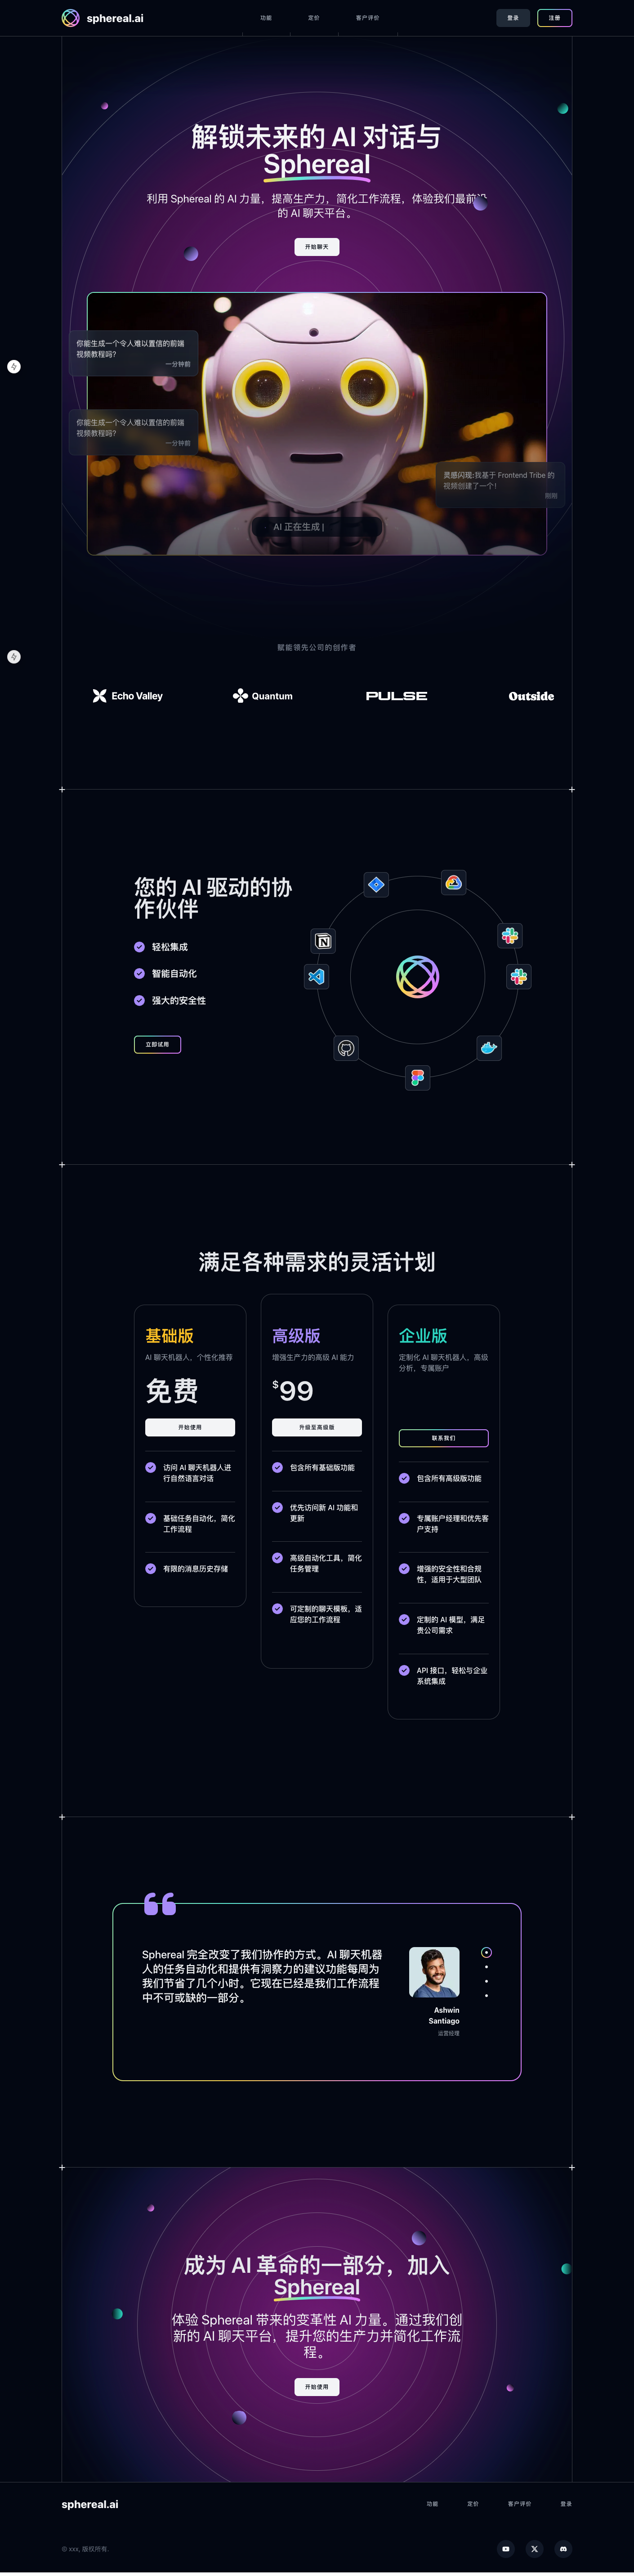 sphereal.ai
功能
定价
客户评价
登录
注册
解锁未来的 AI 对话与
Sphereal
利用 Sphereal 的 AI 力量，提高生产力，简化工作流程，体验我们最前沿
的 AI 聊天平台。
开始聊天
你能生成一个令人难以置信的前端
视频教程吗?
一分钟前
你能生成一个令人难以置信的前端
视频教程吗?
一分钟前
灵感闪现:我基于 Frontend Tribe 的
视频创建了一个!
刚刚
AI 正在生成 |
赋能领先公司的创作者
Echo Valley
Quantum
PULSE
Outside
您的 AI 驱动的协
作伙伴
轻松集成
智能自动化
强大的安全性
立即试用
满足各种需求的灵活计划
基础版
AI 聊天机器人，个性化推荐
免费
开始使用
访问 AI 聊天机器人进
行自然语言对话
基础任务自动化，简化
工作流程
有限的消息历史存储
高级版
增强生产力的高级 AI 能力
$99
升级至高级版
包含所有基础版功能
优先访问新 AI 功能和
更新
高级自动化工具，简化
任务管理
可定制的聊天模板，适
应您的工作流程
企业版
定制化 AI 聊天机器人，高级
分析，专属账户
联系我们
包含所有高级版功能
专属账户经理和优先客
户支持
增强的安全性和合规
性，适用于大型团队
定制的 AI 模型，满足
贵公司需求
API 接口，轻松与企业
系统集成
Sphereal 完全改变了我们协作的方式。AI 聊天机器
人的任务自动化和提供有洞察力的建议功能每周为
我们节省了几个小时。它现在已经是我们工作流程
中不可或缺的一部分。
Ashwin
Santiago
运营经理
成为 AI 革命的一部分，加入
Sphereal
体验 Sphereal 带来的变革性 AI 力量。通过我们创
新的 AI 聊天平台，提升您的生产力并简化工作流
程。
开始使用
sphereal.ai
功能
定价
客户评价
登录
© xxx, 版权所有.